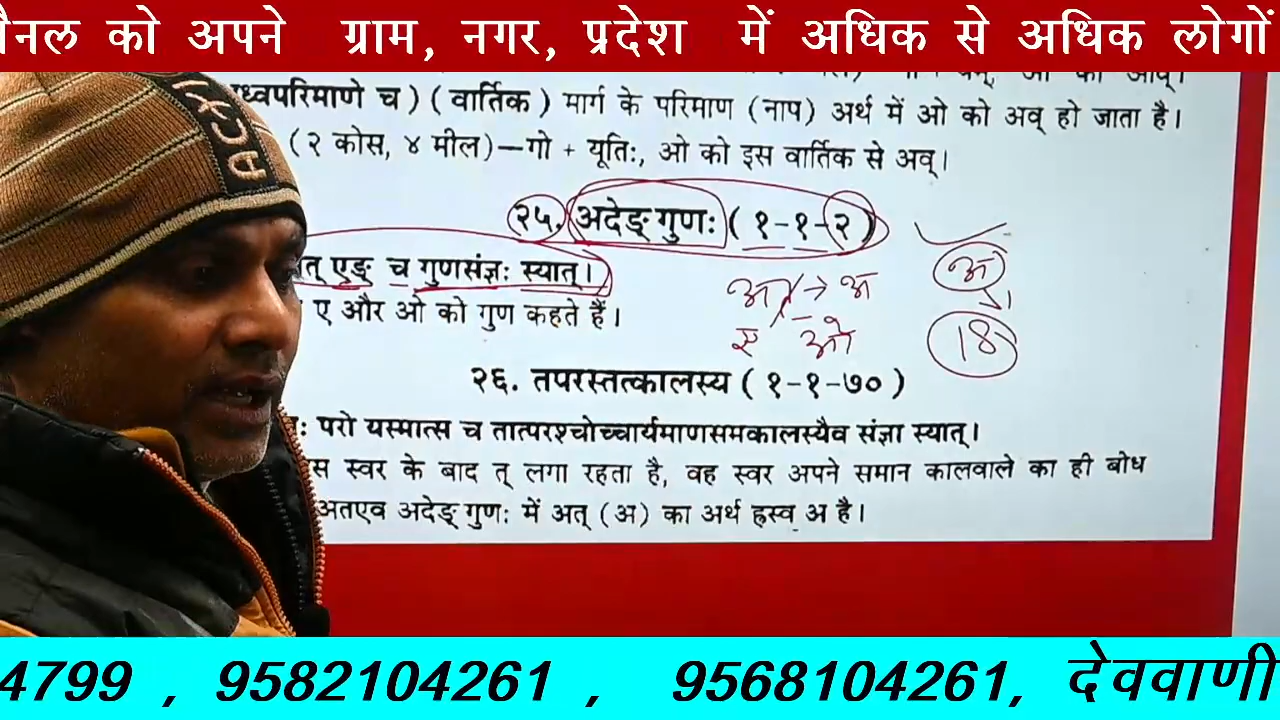 ैनल को अपने ग्राम, नगर, प्रदेश में अधिक से अधिक लोगों
ध्वपरिमाणे च ) ( वार्तिक ) मार्ग के परिमाण (नाप) अर्थ में ओ को अव् हो जाता है।
(२ कोस, ४ मील)—गो + यूतिः, ओ को इस वार्तिक से अव्।
२५. अदेङ् गुणः ( १-१-२ )
अ
त् एङ् च गुणसंज्ञः स्यात्।
अत् → अ
ए और ओ को गुण कहते हैं।
ए ओ
18
२६. तपरस्तत्कालस्य ( १-१-७० )
ः परो यस्मात्स च तात्परश्चोच्चार्यमाणसमकालस्यैव संज्ञा स्यात्।
स स्वर के बाद त् लगा रहता है, वह स्वर अपने समान कालवाले का ही बोध
अतएव अदेङ् गुणः में अत् (अ) का अर्थ ह्रस्व अ है।
ACM
4799 , 9582104261 , 9568104261, देववाणी